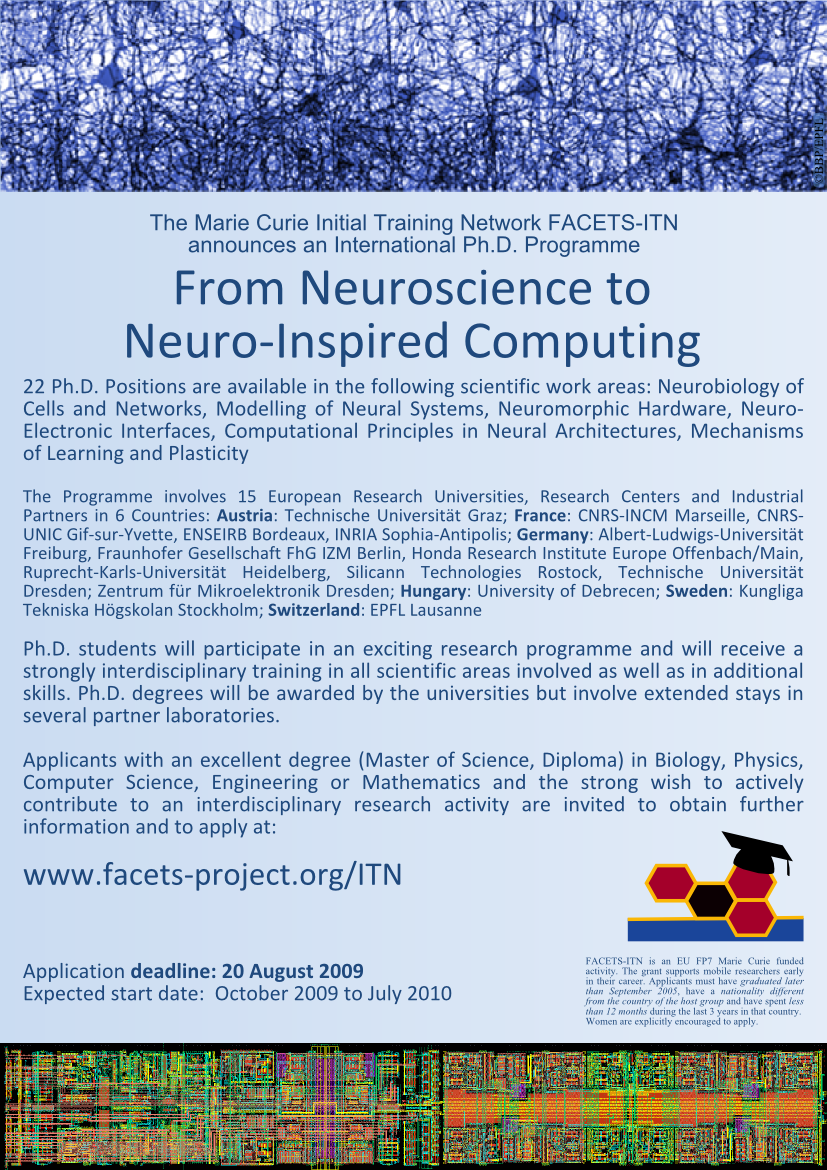 ©BBP/EPFL
The Marie Curie Initial Training Network FACETS-ITN
announces an International Ph.D. Programme
From Neuroscience to
Neuro-Inspired Computing
22 Ph.D. Positions are available in the following scientific work areas: Neurobiology of
Cells and Networks, Modelling of Neural Systems, Neuromorphic Hardware, Neuro-
Electronic Interfaces, Computational Principles in Neural Architectures, Mechanisms
of Learning and Plasticity
The Programme involves 15 European Research Universities, Research Centers and Industrial
Partners in 6 Countries: Austria: Technische Universität Graz; France: CNRS-INCM Marseille, CNRS-
UNIC Gif-sur-Yvette, ENSEIRB Bordeaux, INRIA Sophia-Antipolis; Germany: Albert-Ludwigs-Universität
Freiburg, Fraunhofer Gesellschaft FhG IZM Berlin, Honda Research Institute Europe Offenbach/Main,
Ruprecht-Karls-Universität Heidelberg, Silicann Technologies Rostock, Technische Universität
Dresden; Zentrum für Mikroelektronik Dresden; Hungary: University of Debrecen; Sweden: Kungliga
Tekniska Högskolan Stockholm; Switzerland: EPFL Lausanne
Ph.D. students will participate in an exciting research programme and will receive a
strongly interdisciplinary training in all scientific areas involved as well as in additional
skills. Ph.D. degrees will be awarded by the universities but involve extended stays in
several partner laboratories.
Applicants with an excellent degree (Master of Science, Diploma) in Biology, Physics,
Computer Science, Engineering or Mathematics and the strong wish to actively
contribute to an interdisciplinary research activity are invited to obtain further
information and to apply at:
www.facets-project.org/ITN
Application deadline: 20 August 2009
Expected start date: October 2009 to July 2010
FACETS-ITN is an EU FP7 Marie Curie funded
activity. The grant supports mobile researchers early
in their career. Applicants must have graduated later
than September 2005, have a nationality different
from the country of the host group and have spent less
than 12 months during the last 3 years in that country.
Women are explicitly encouraged to apply.